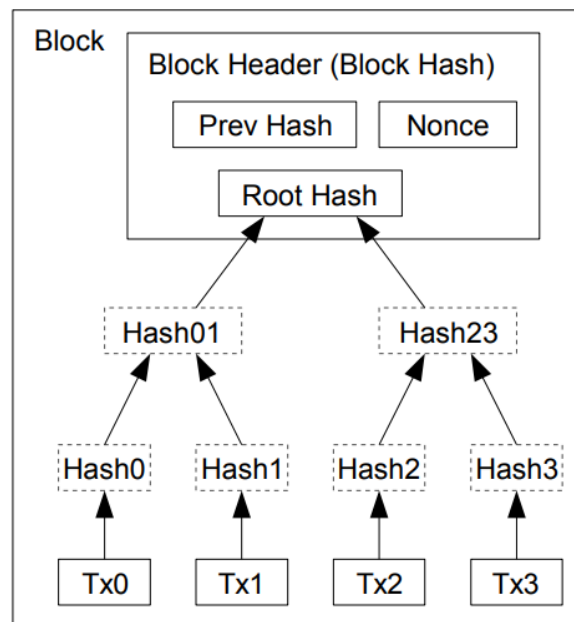 Block
Block Header (Block Hash)
Prev Hash
Nonce
Root Hash
Hash01
Hash23
Hash0
Hash1
Hash2
Hash3
Tx0
Tx1
Tx2
Tx3